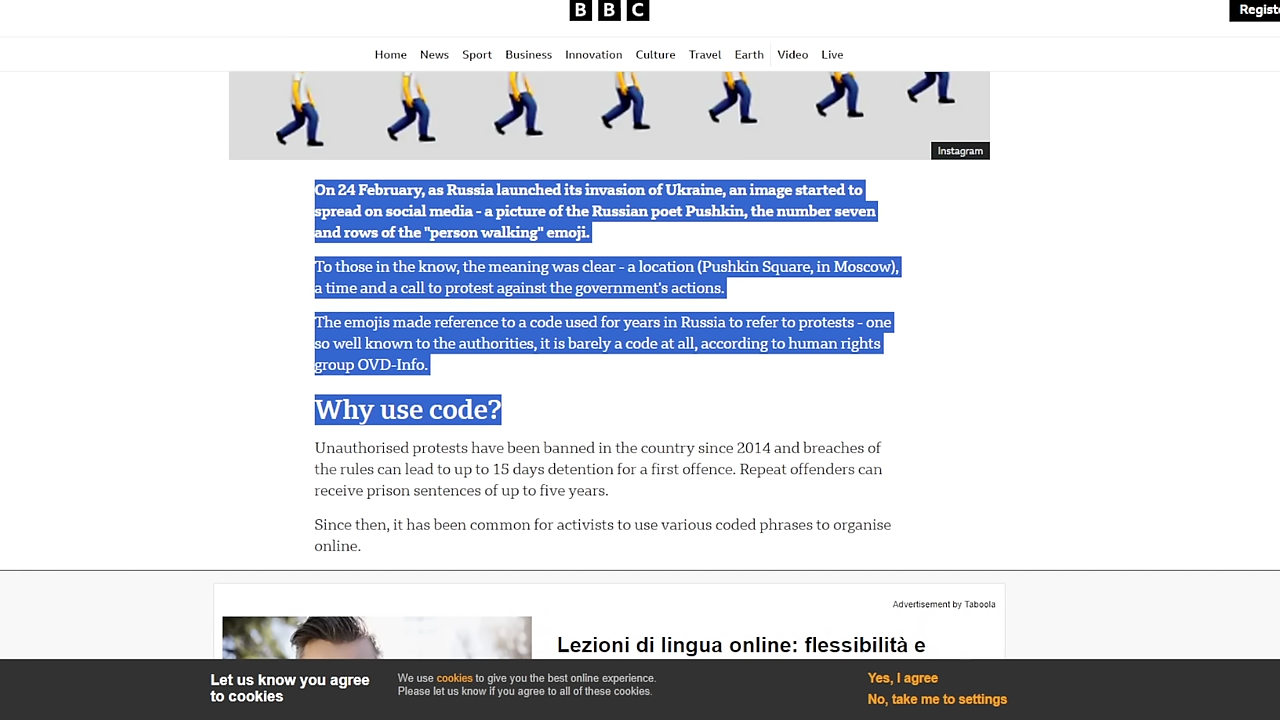 BBC
Home News Sport Business Innovation Culture Travel Earth Video Live
Instagram
On 24 February, as Russia launched its invasion of Ukraine, an image started to
spread on social media - a picture of the Russian poet Pushkin, the number seven
and rows of the "person walking" emoji.
To those in the know, the meaning was clear - a location (Pushkin Square, in Moscow),
a time and a call to protest against the government's actions.
The emojis made reference to a code used for years in Russia to refer to protests - one
so well known to the authorities, it is barely a code at all, according to human rights
group OVD-Info.
Why use code?
Unauthorised protests have been banned in the country since 2014 and breaches of
the rules can lead to up to 15 days detention for a first offence. Repeat offenders can
receive prison sentences of up to five years.
Since then, it has been common for activists to use various coded phrases to organise
online.
Advertisement by Taboola
Lezioni di lingua online: flessibilità e
Let us know you agree
to cookies
We use cookies to give you the best online experience.
Please let us know if you agree to all of these cookies.
Yes, I agree
No, take me to settings